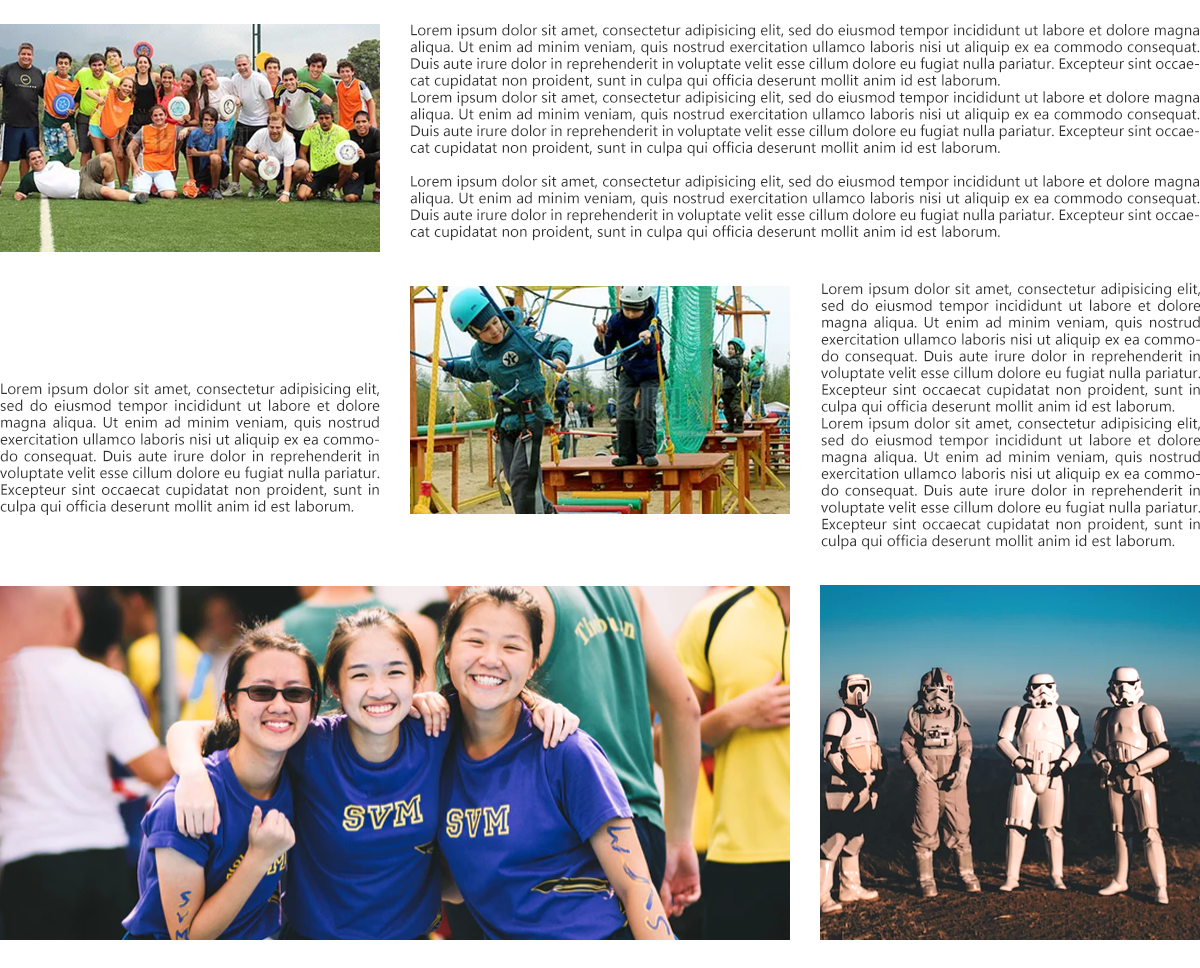 Lorem ipsum dolor sit amet, consectetur adipisicing elit, sed do eiusmod tempor incididunt ut labore et dolore magna
aliqua. Ut enim ad minim veniam, quis nostrud exercitation ullamco laboris nisi ut aliquip ex ea commodo consequat.
Duis aute irure dolor in reprehenderit in voluptate velit esse cillum dolore eu fugiat nulla pariatur. Excepteur sint occae-
cat cupidatat non proident, sunt in culpa qui officia deserunt mollit anim id est laborum.
Lorem ipsum dolor sit amet, consectetur adipisicing elit, sed do eiusmod tempor incididunt ut labore et dolore magna
aliqua. Ut enim ad minim veniam, quis nostrud exercitation ullamco laboris nisi ut aliquip ex ea commodo consequat.
Duis aute irure dolor in reprehenderit in voluptate velit esse cillum dolore eu fugiat nulla pariatur. Excepteur sint occae-
cat cupidatat non proident, sunt in culpa qui officia deserunt mollit anim id est laborum.
Lorem ipsum dolor sit amet, consectetur adipisicing elit, sed do eiusmod tempor incididunt ut labore et dolore magna
aliqua. Ut enim ad minim veniam, quis nostrud exercitation ullamco laboris nisi ut aliquip ex ea commodo consequat.
Duis aute irure dolor in reprehenderit in voluptate velit esse cillum dolore eu fugiat nulla pariatur. Excepteur sint occae-
cat cupidatat non proident, sunt in culpa qui officia deserunt mollit anim id est laborum.
Lorem ipsum dolor sit amet, consectetur adipisicing elit,
sed do eiusmod tempor incididunt ut labore et dolore
magna aliqua. Ut enim ad minim veniam, quis nostrud
exercitation ullamco laboris nisi ut aliquip ex ea commo-
do consequat. Duis aute irure dolor in reprehenderit in
voluptate velit esse cillum dolore eu fugiat nulla pariatur.
Excepteur sint occaecat cupidatat non proident, sunt in
culpa qui officia deserunt mollit anim id est laborum.
Lorem ipsum dolor sit amet, consectetur adipisicing elit,
sed do eiusmod tempor incididunt ut labore et dolore
magna aliqua. Ut enim ad minim veniam, quis nostrud
exercitation ullamco laboris nisi ut aliquip ex ea commo-
do consequat. Duis aute irure dolor in reprehenderit in
voluptate velit esse cillum dolore eu fugiat nulla pariatur.
Excepteur sint occaecat cupidatat non proident, sunt in
culpa qui officia deserunt mollit anim id est laborum.
Lorem ipsum dolor sit amet, consectetur adipisicing elit,
sed do eiusmod tempor incididunt ut labore et dolore
magna aliqua. Ut enim ad minim veniam, quis nostrud
exercitation ullamco laboris nisi ut aliquip ex ea commo-
do consequat. Duis aute irure dolor in reprehenderit in
voluptate velit esse cillum dolore eu fugiat nulla pariatur.
Excepteur sint occaecat cupidatat non proident, sunt in
culpa qui officia deserunt mollit anim id est laborum.
SVM
SVM